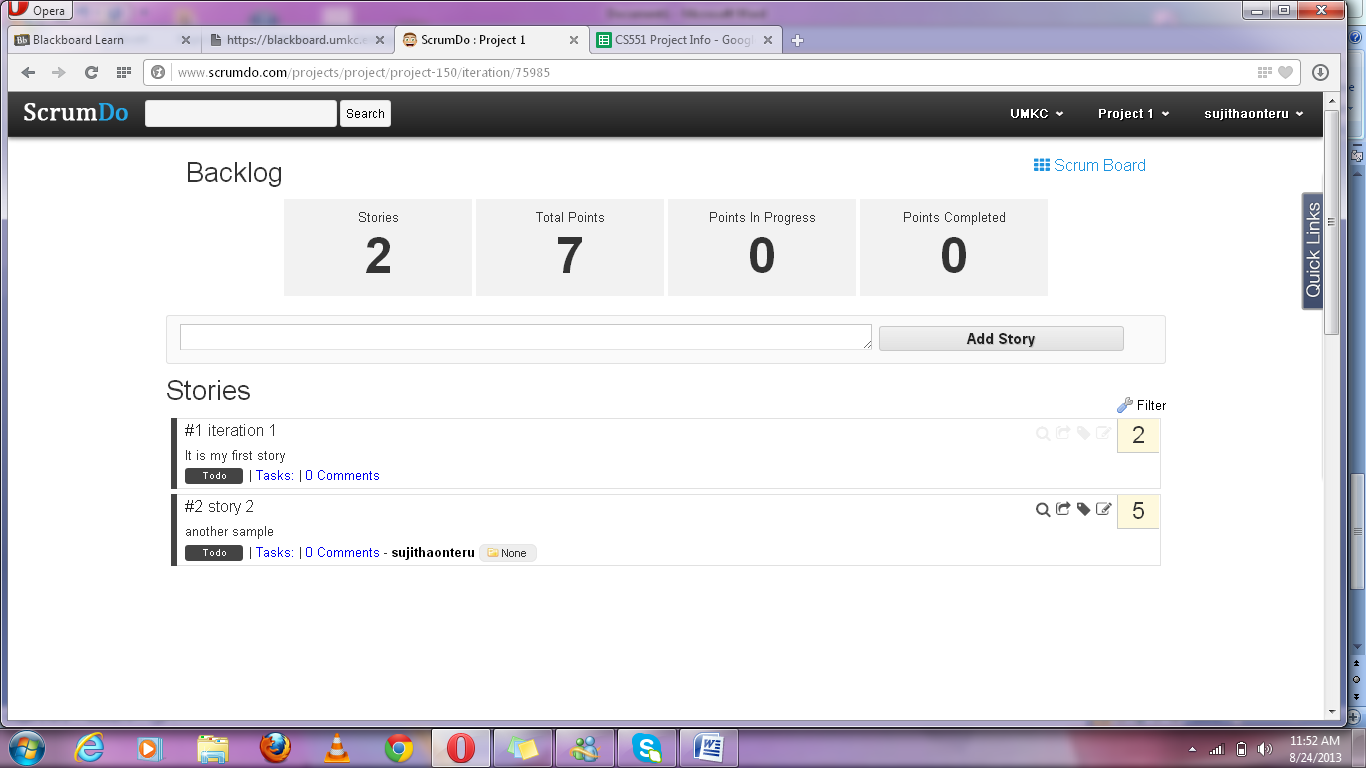 Opera
Blackboard Learn
https://blackboard.umkc.e
ScrumDo : Project 1
CS551 Project Info - Goog
www.scrumdo.com/projects/project/project-150/iteration/75985
ScrumDo
Search
UMKC
Project 1
sujithaonteru
Backlog
Scrum Board
Stories
Total Points
Points In Progress
Points Completed
2
7
0
0
Quick Links
Add Story
Stories
Filter
#1 iteration 1
2
It is my first story
Todo | Tasks: | 0 Comments
#2 story 2
5
another sample
Todo | Tasks: | 0 Comments - sujithaonteru None
11:52 AM
8/24/2013